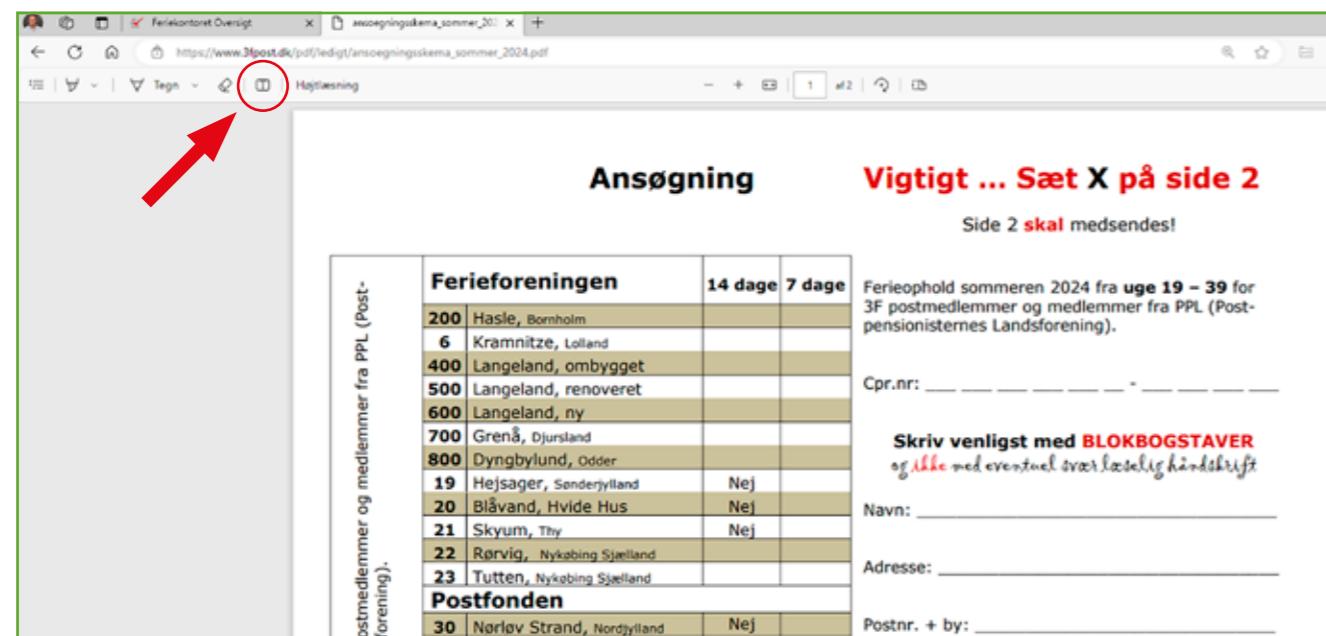 Feriekontoret Oversigt
ansoegningsskema_sommer_202
https://www.3fpost.dk/pdf/ledigt/ansoegningsskema_sommer_2024.pdf
Tegn
Højtlæsning
1
af 2
Ansøgning
Vigtigt ... Sæt X på side 2
Side 2 skal medsendes!
Ferieforeningen 14 dage 7 dage
200 Hasle, Bornholm
6 Kramnitze, Lolland
400 Langeland, ombygget
500 Langeland, renoveret
600 Langeland, ny
700 Grenå, Djursland
800 Dyngbylund, Odder
19 Hejsager, Sønderjylland Nej
20 Blåvand, Hvide Hus Nej
21 Skyum, Thy Nej
22 Rørvig, Nykøbing Sjælland
23 Tutten, Nykøbing Sjælland
Postfonden
30 Nørløv Strand, Nordjylland Nej
ostmedlemmer og medlemmer fra PPL (Post-
forening).
Ferieophold sommeren 2024 fra uge 19 – 39 for
3F postmedlemmer og medlemmer fra PPL (Post-
pensionisternes Landsforening).
Cpr.nr: ___ ___ ___ ___ ___ ___ - ___ ___ ___ ___
Skriv venligst med BLOKBOGSTAVER
og ikke med eventuel svær læselig håndskrift
Navn: ___
Adresse: ___
Postnr. + by: ___